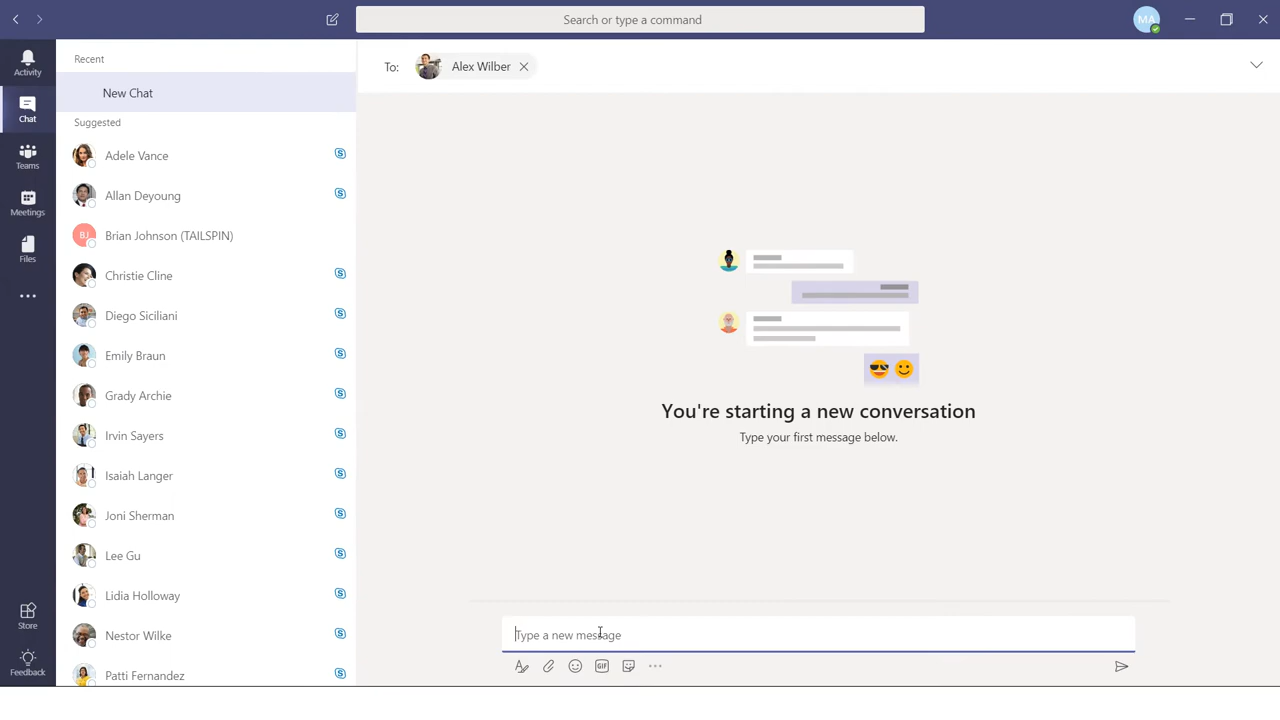 Search or type a command
MA
Activity
Chat
Teams
Meetings
Files
Store
Feedback
Recent
New Chat
Suggested
Adele Vance
Allan Deyoung
BJ
Brian Johnson (TAILSPIN)
Christie Cline
Diego Siciliani
Emily Braun
Grady Archie
Irvin Sayers
Isaiah Langer
Joni Sherman
Lee Gu
Lidia Holloway
Nestor Wilke
Patti Fernandez
To:
Alex Wilber
You're starting a new conversation
Type your first message below.
Type a new message
GIF